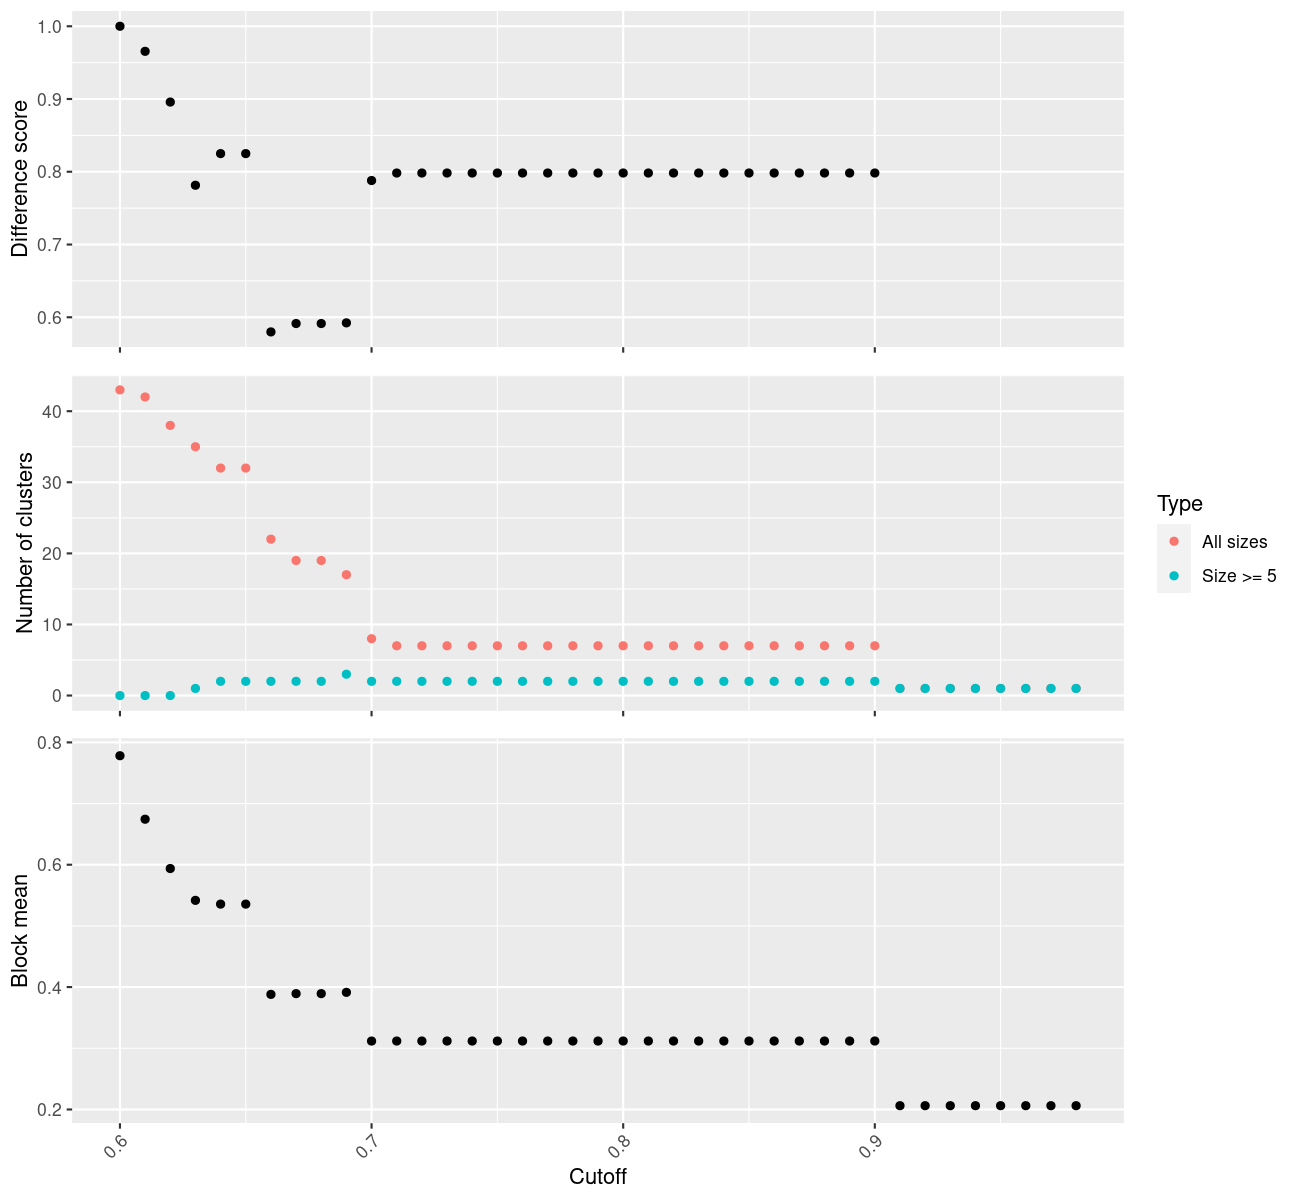 1.0
0.9
0.8
0.7
0.6
Difference score
40
30
20
10
0
Number of clusters
Type
All sizes
Size >= 5
0.8
0.6
0.4
0.2
Block mean
0.6
0.7
0.8
0.9
Cutoff